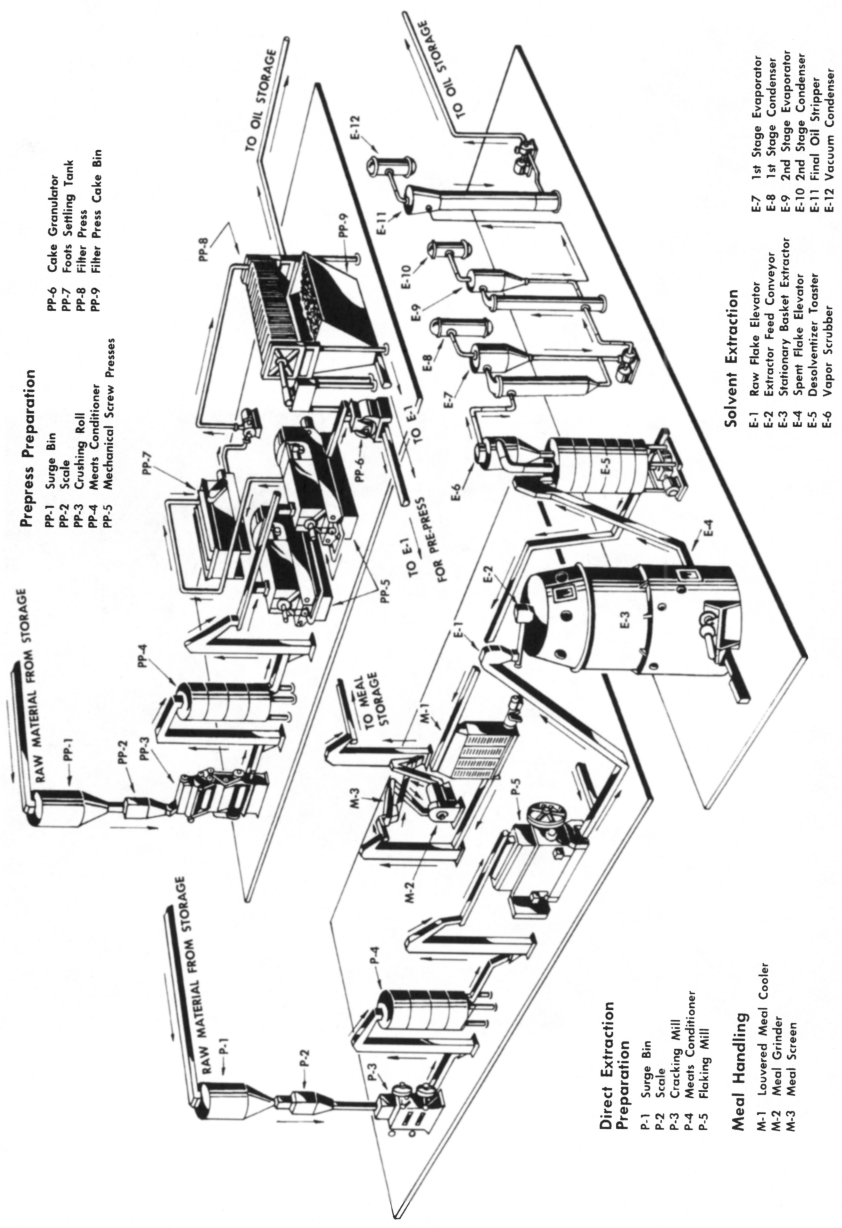 Prepress Preparation
PP-1 Surge Bin
PP-2 Scale
PP-3 Crushing Roll
PP-4 Meats Conditioner
PP-5 Mechanical Screw Presses
PP-6 Cake Granulator
PP-7 Foots Settling Tank
PP-8 Filter Press
PP-9 Filter Press Cake Bin
RAW MATERIAL FROM STORAGE
PP-1
PP-2
PP-3
PP-4
PP-5
PP-6
PP-7
PP-8
PP-9
TO OIL STORAGE
TO E-1
TO E-1
FOR PRE-PRESS
RAW MATERIAL FROM STORAGE
P-1
P-2
P-3
P-4
P-5
M-1
M-2
M-3
TO MEAL
STORAGE
E-1
E-2
E-3
E-4
E-5
E-6
E-7
E-8
E-9
E-10
E-11
E-12
TO OIL STORAGE
Direct Extraction
Preparation
P-1 Surge Bin
P-2 Scale
P-3 Cracking Mill
P-4 Meats Conditioner
P-5 Flaking Mill
Meal Handling
M-1 Louvered Meal Cooler
M-2 Meal Grinder
M-3 Meal Screen
Solvent Extraction
E-1 Raw Flake Elevator
E-2 Extractor Feed Conveyor
E-3 Stationary Basket Extractor
E-4 Spent Flake Elevator
E-5 Desolventizer Toaster
E-6 Vapor Scrubber
E-7 1st Stage Evaporator
E-8 1st Stage Condenser
E-9 2nd Stage Evaporator
E-10 2nd Stage Condenser
E-11 Final Oil Stripper
E-12 Vacuum Condenser